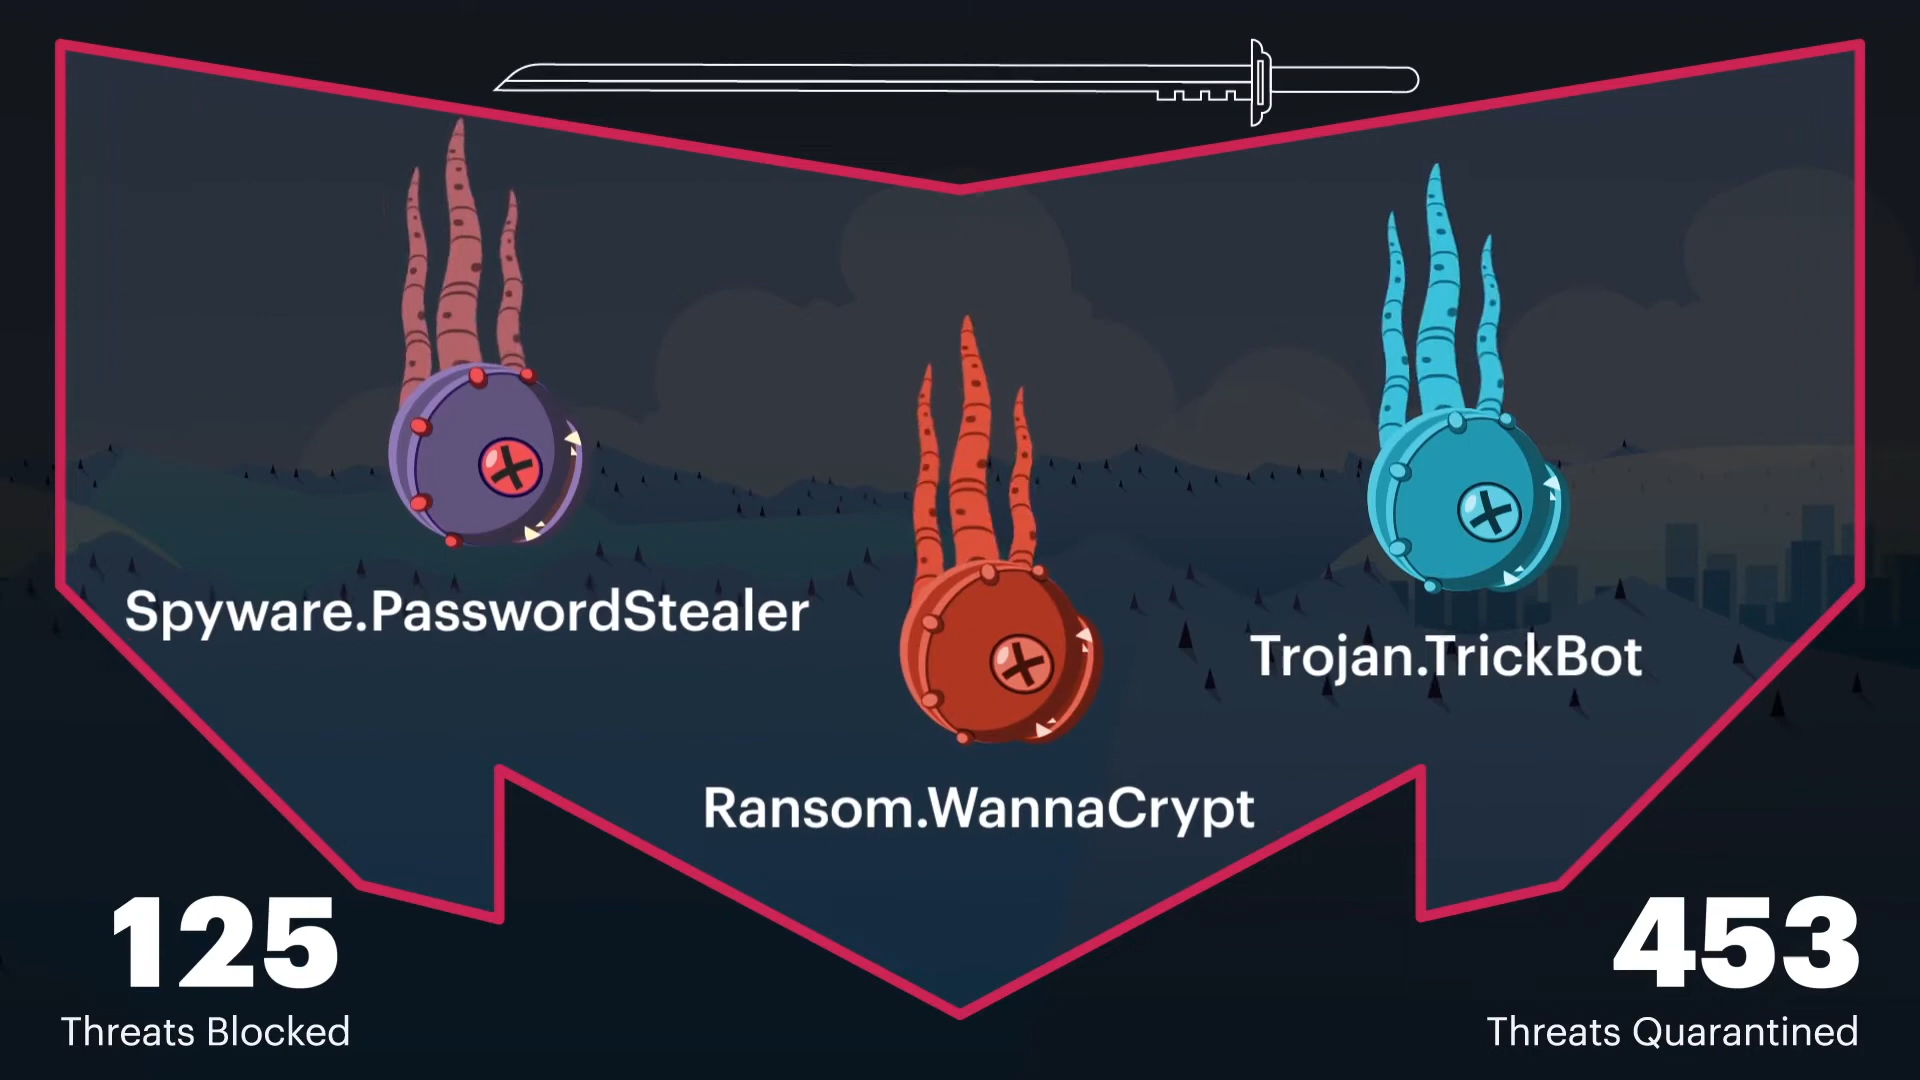 Spyware.PasswordStealer
Trojan.TrickBot
Ransom.WannaCrypt
125
Threats Blocked
453
Threats Quarantined